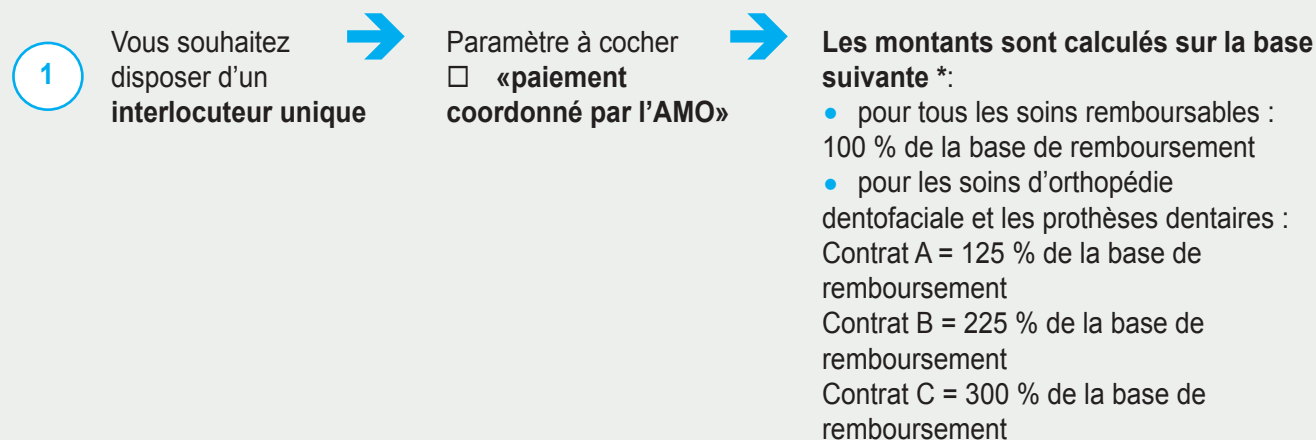 1
Vous souhaitez
disposer d’un
interlocuteur unique
Paramètre à cocher
☐ «paiement
coordonné par l’AMO»
Les montants sont calculés sur la base
suivante *:
• pour tous les soins remboursables :
100 % de la base de remboursement
• pour les soins d’orthopédie
dentofaciale et les prothèses dentaires :
Contrat A = 125 % de la base de
remboursement
Contrat B = 225 % de la base de
remboursement
Contrat C = 300 % de la base de
remboursement